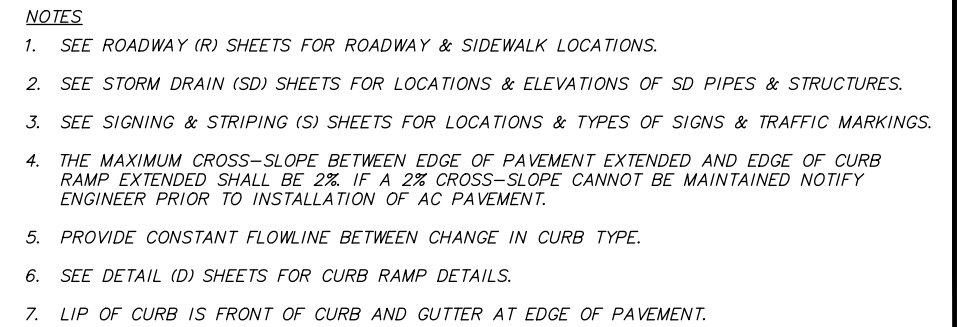 NOTES
1. SEE ROADWAY (R) SHEETS FOR ROADWAY & SIDEWALK LOCATIONS.
2. SEE STORM DRAIN (SD) SHEETS FOR LOCATIONS & ELEVATIONS OF SD PIPES & STRUCTURES.
3. SEE SIGNING & STRIPING (S) SHEETS FOR LOCATIONS & TYPES OF SIGNS & TRAFFIC MARKINGS.
4. THE MAXIMUM CROSS-SLOPE BETWEEN EDGE OF PAVEMENT EXTENDED AND EDGE OF CURB
RAMP EXTENDED SHALL BE 2%. IF A 2% CROSS-SLOPE CANNOT BE MAINTAINED NOTIFY
ENGINEER PRIOR TO INSTALLATION OF AC PAVEMENT.
5. PROVIDE CONSTANT FLOWLINE BETWEEN CHANGE IN CURB TYPE.
6. SEE DETAIL (D) SHEETS FOR CURB RAMP DETAILS.
7. LIP OF CURB IS FRONT OF CURB AND GUTTER AT EDGE OF PAVEMENT.